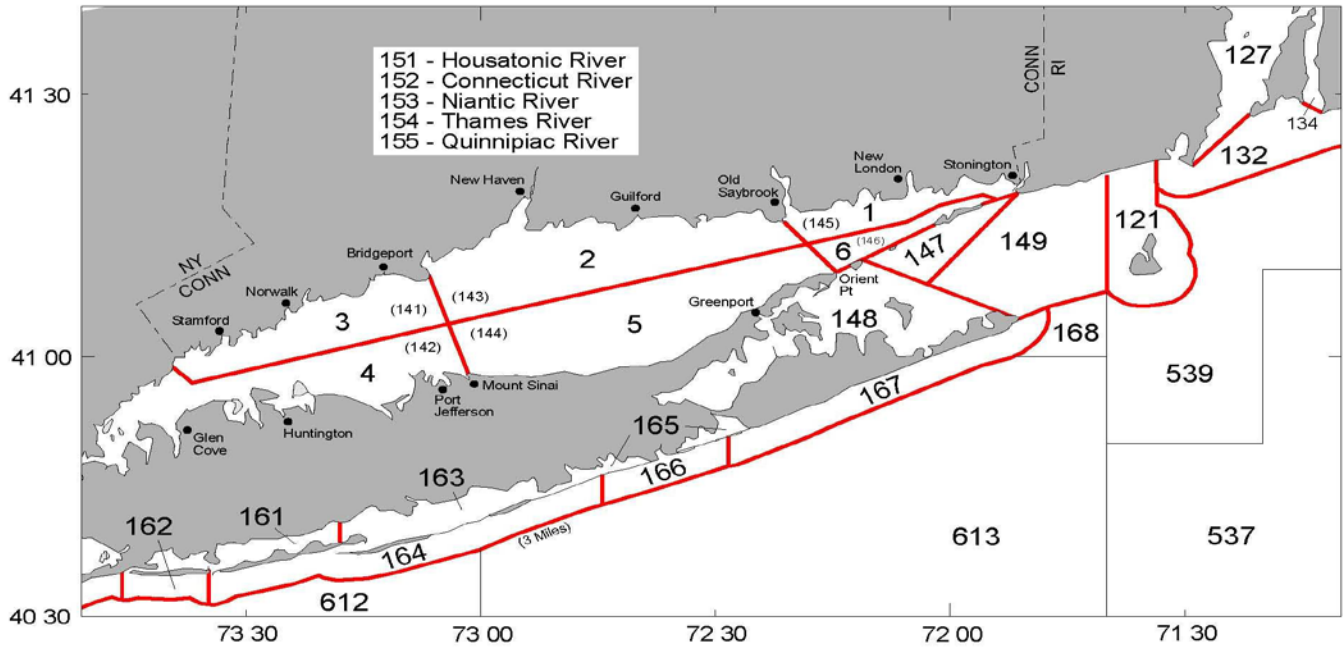 151 - Housatonic River
152 - Connecticut River
153 - Niantic River
154 - Thames River
155 - Quinnipiac River
CONN
RI
127
134
132
41 30
New Haven
Guilford
Old
Saybrook
New
London
Stonington
1
(145)
2
6
(146)
147
149
121
NY
CONN
Bridgeport
Norwalk
Stamford
3
(141)
(143)
(142)
(144)
5
Greenport
Orient
Pt
148
168
539
41 00
4
Port
Jefferson
Mount Sinai
Glen
Cove
Huntington
167
165
166
163
161
162
164
(3 Miles)
612
613
537
40 30
73 30
73 00
72 30
72 00
71 30